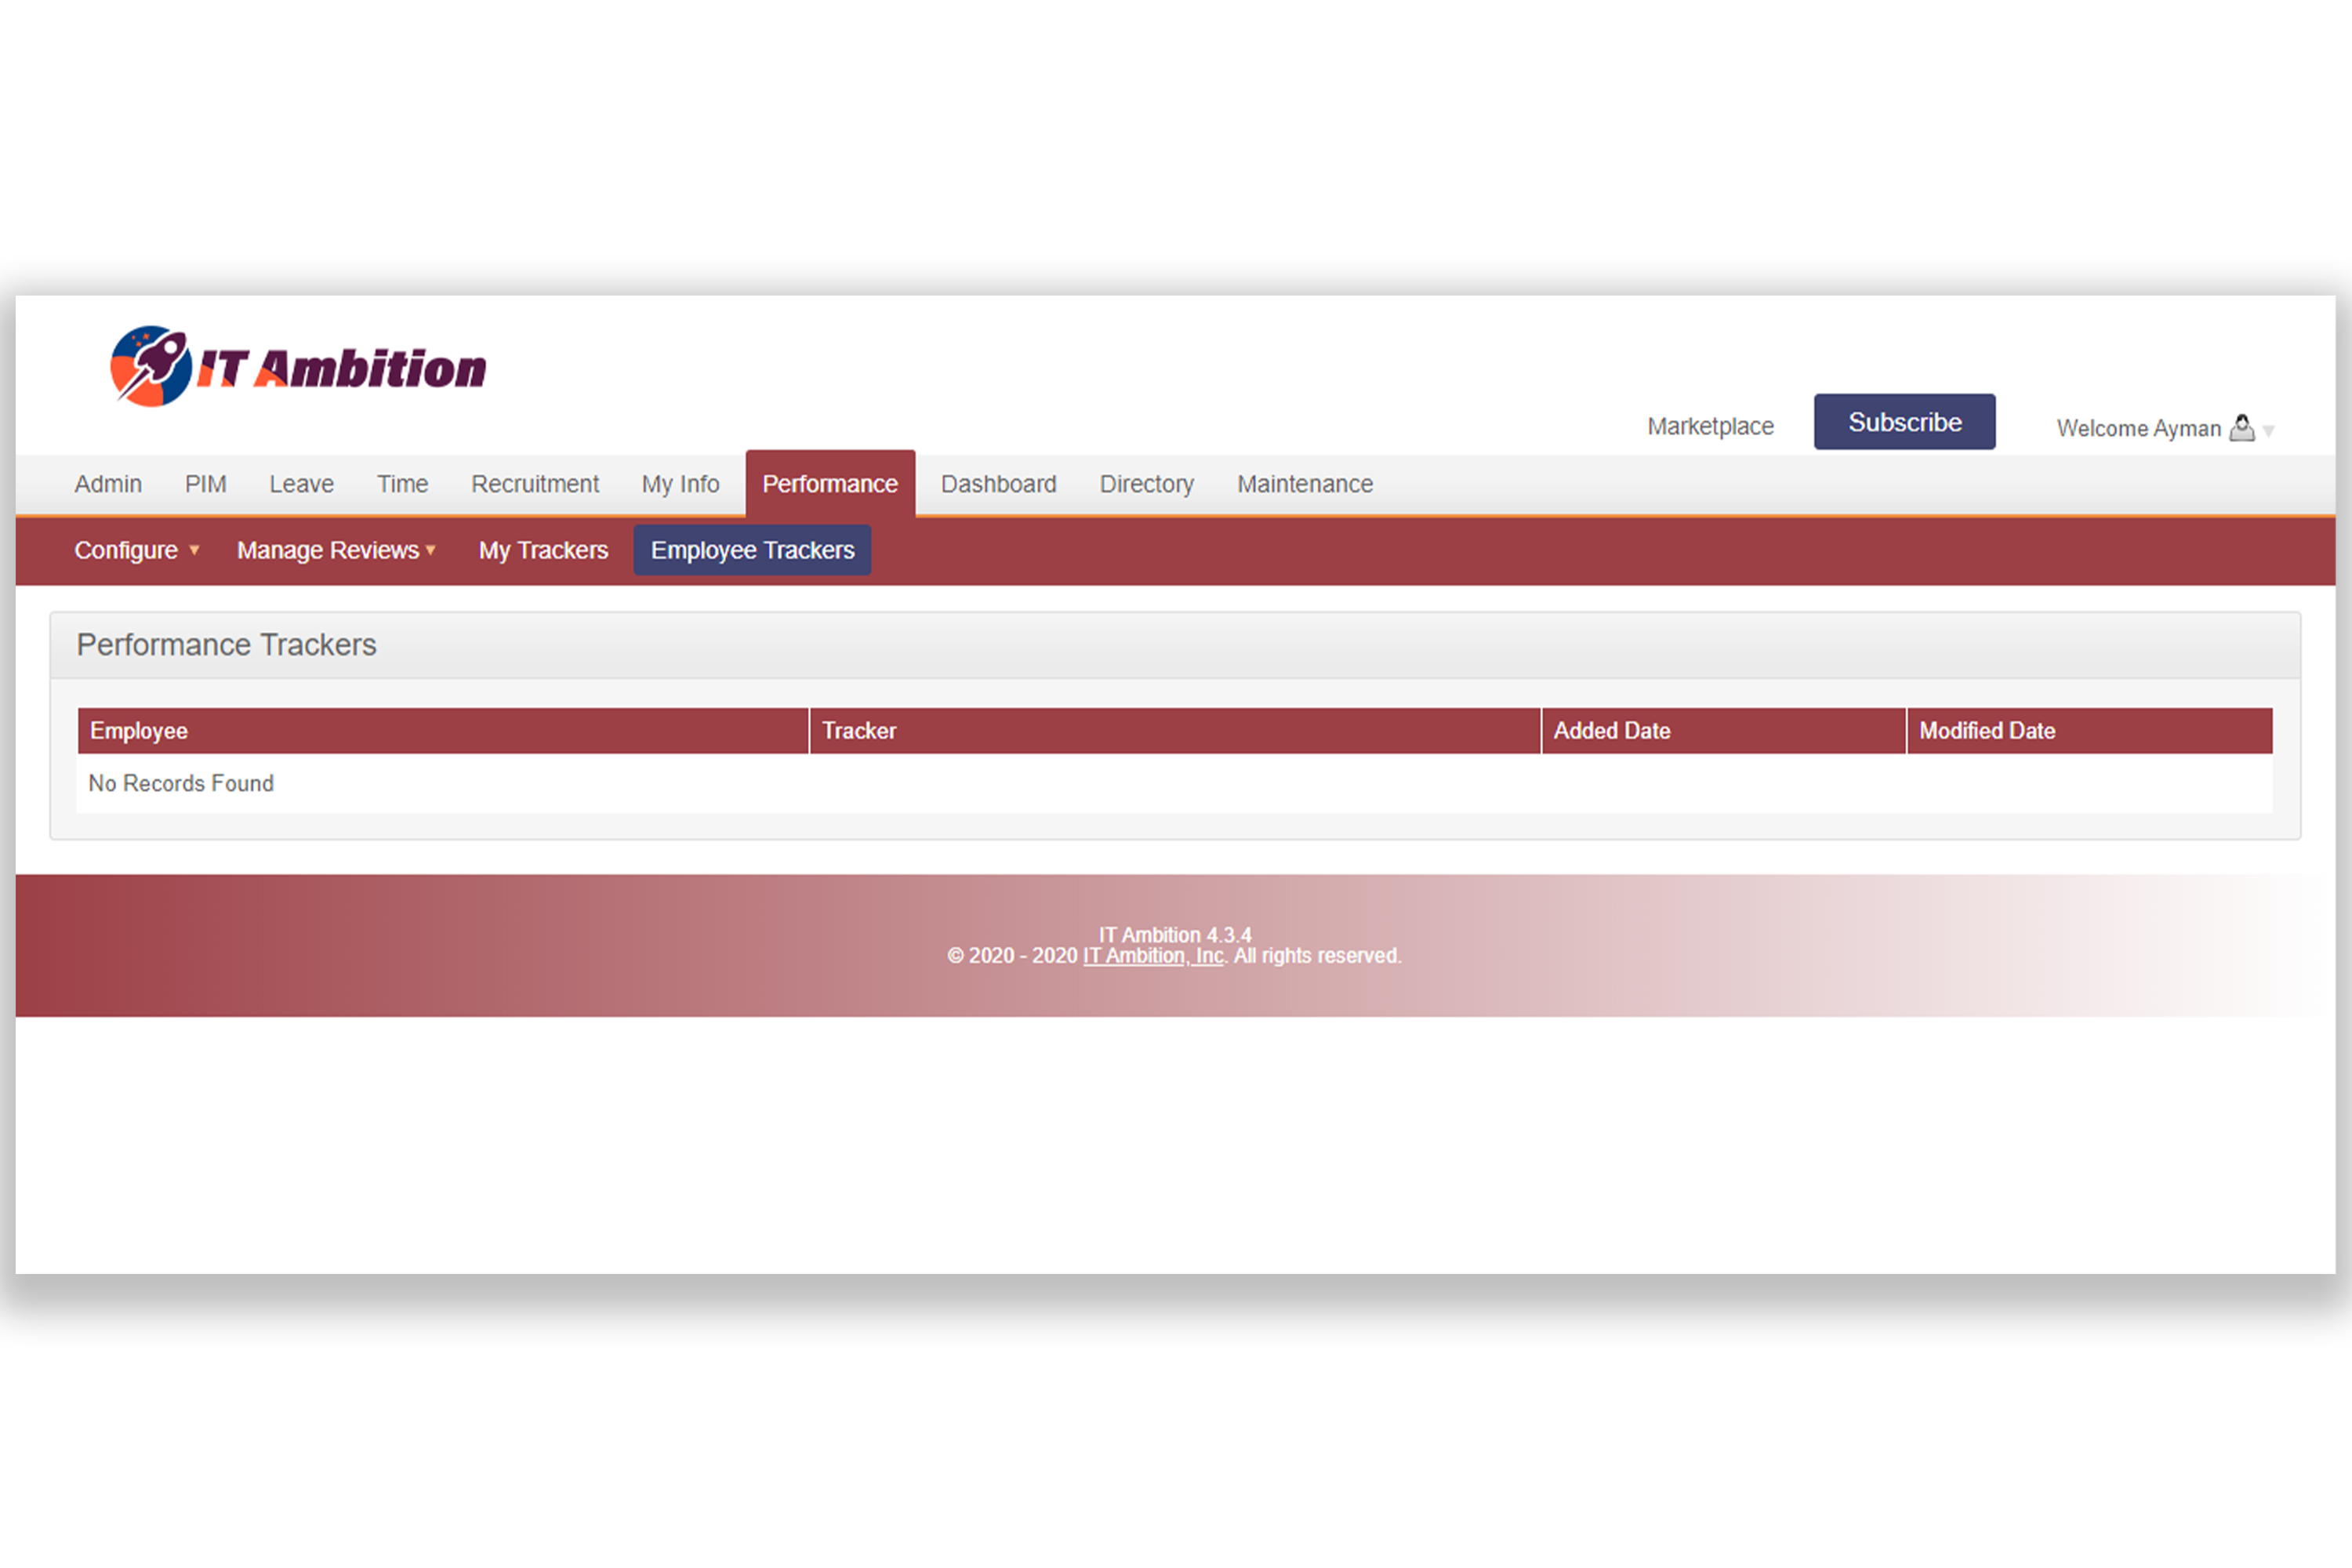 IT Ambition
Marketplace Subscribe Welcome Ayman
Admin PIM Leave Time Recruitment My Info Performance Dashboard Directory Maintenance
Configure Manage Reviews My Trackers Employee Trackers
Performance Trackers
Employee Tracker Added Date Modified Date
No Records Found
IT Ambition 4.3.4
© 2020 - 2020 IT Ambition, Inc. All rights reserved.